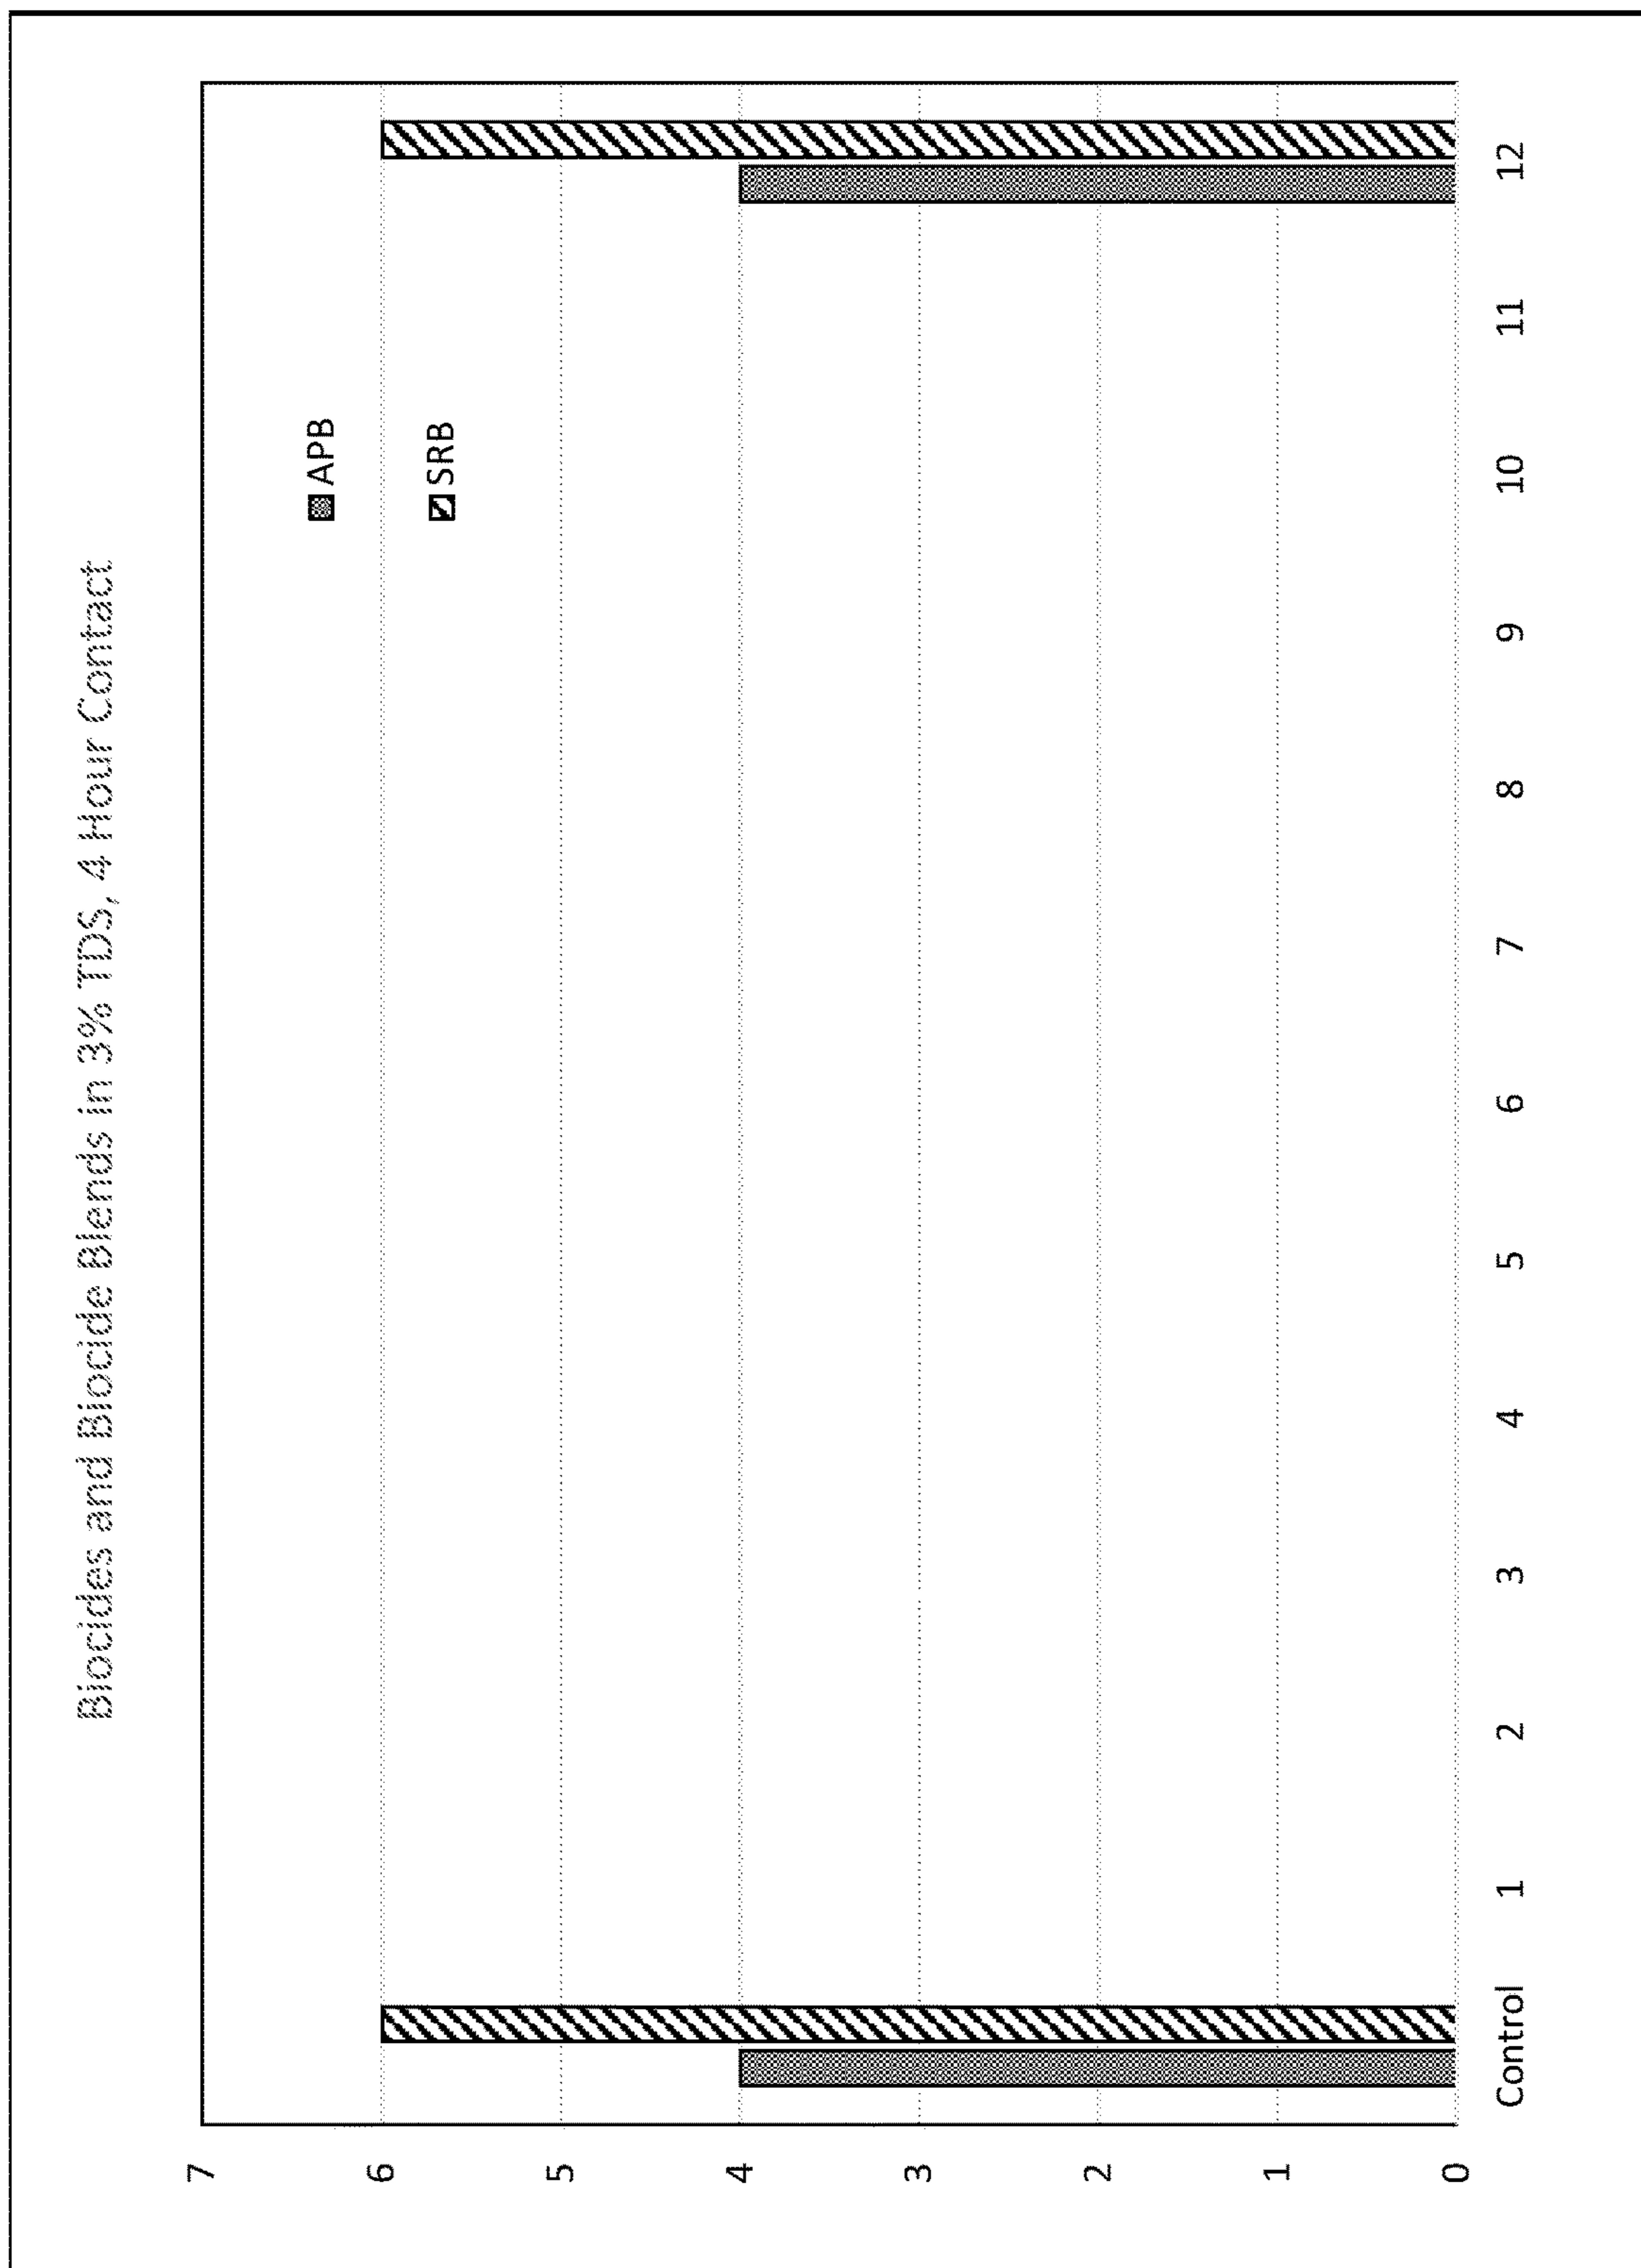 Biocides and Biocide Blends in 3% TDS, 4 Hour Contact
7
6
5
4
3
2
1
0
APB
SRB
Control 1 2 3 4 5 6 7 8 9 10 11 12